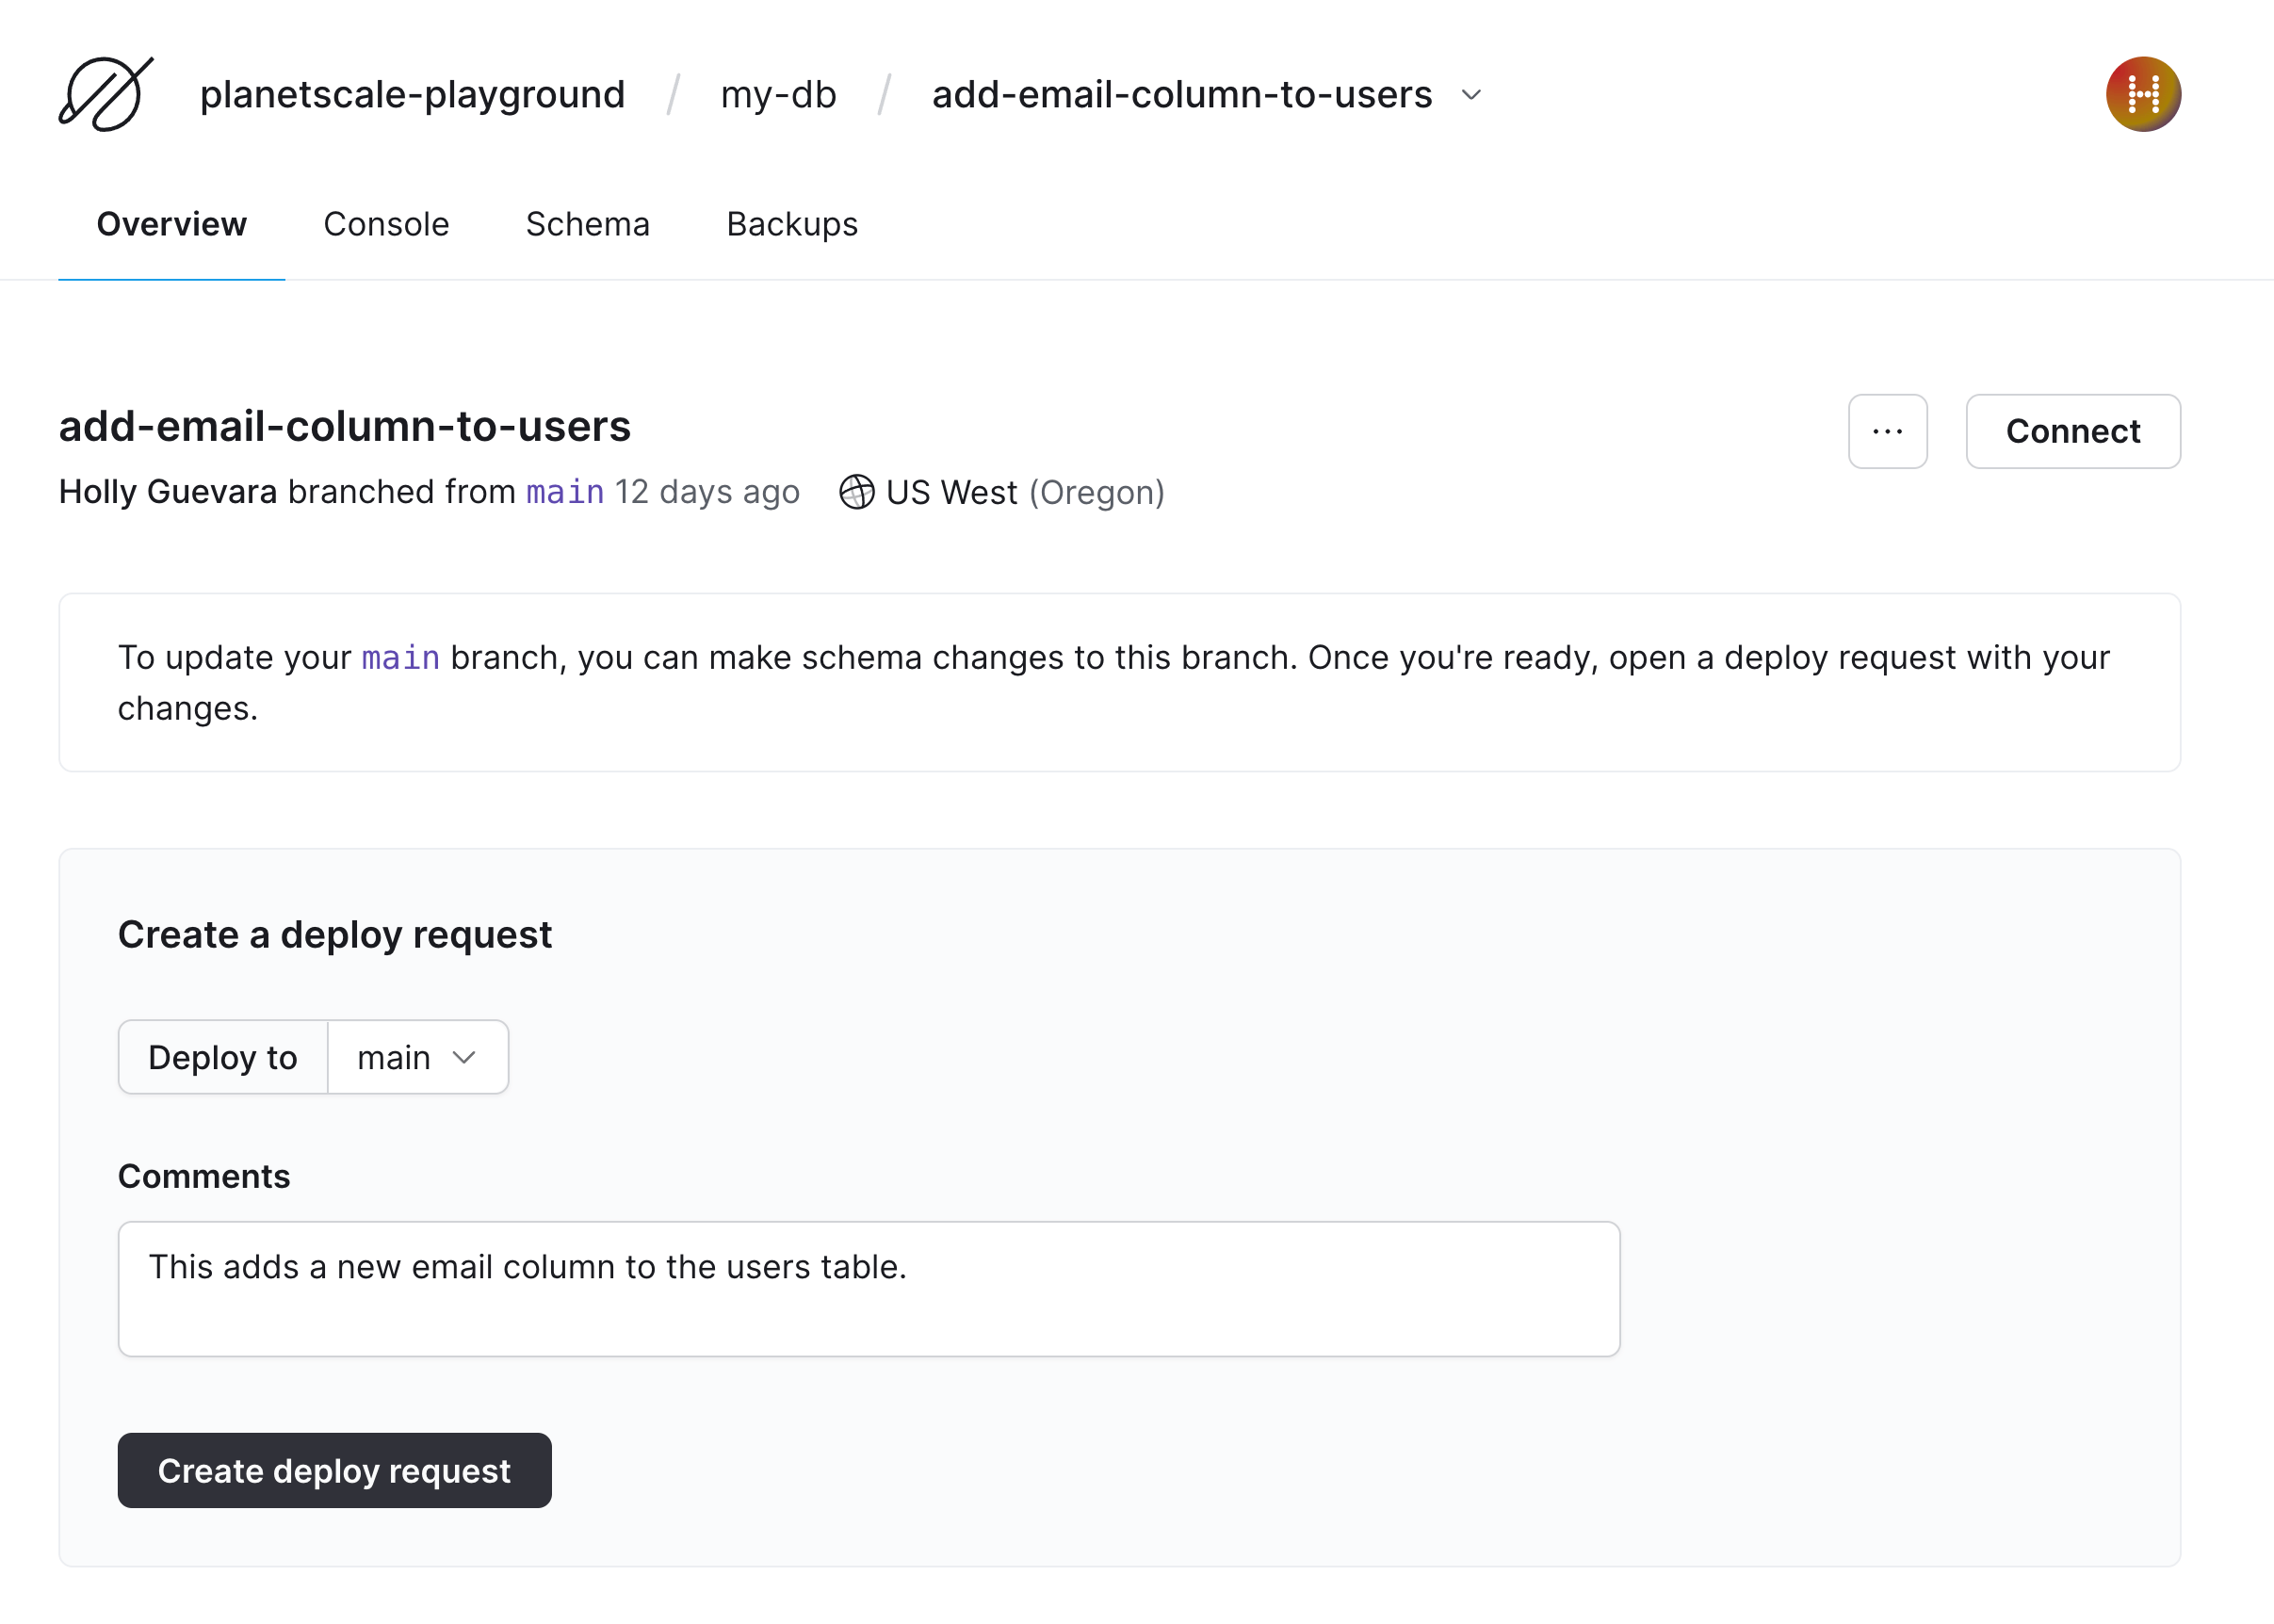 planetscale-playground / my-db / add-email-column-to-users
H
Overview Console Schema Backups
add-email-column-to-users
... Connect
Holly Guevara branched from main 12 days ago US West (Oregon)
To update your main branch, you can make schema changes to this branch. Once you're ready, open a deploy request with your
changes.
Create a deploy request
Deploy to main
Comments
This adds a new email column to the users table.
Create deploy request